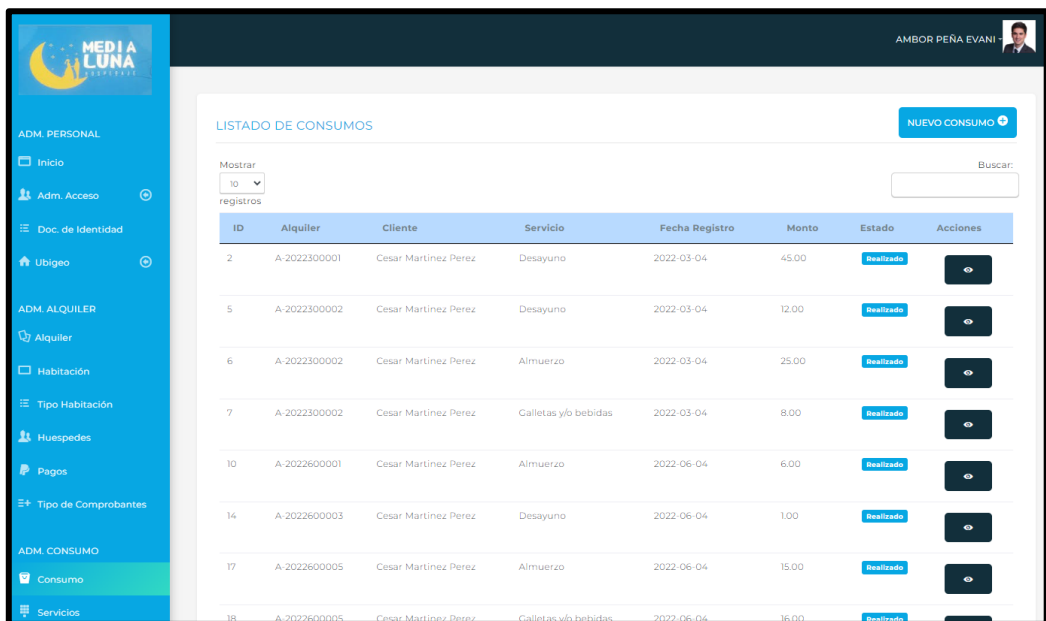 MEDIA
LUNA
HOSPEDAJE
AMBOR PEÑA EVANI
ADM. PERSONAL
Inicio
Adm. Acceso
Doc. de Identidad
Ubigeo
ADM. ALQUILER
Alquiler
Habitación
Tipo Habitación
Huespedes
Pagos
Tipo de Comprobantes
ADM. CONSUMO
Consumo
Servicios
LISTADO DE CONSUMOS
NUEVO CONSUMO
Mostrar
10
registros
Buscar:
ID Alquiler Cliente Servicio Fecha Registro Monto Estado Acciones
2 A-2022300001 Cesar Martinez Perez Desayuno 2022-03-04 45.00 Realizado
5 A-2022300002 Cesar Martinez Perez Desayuno 2022-03-04 12.00 Realizado
6 A-2022300002 Cesar Martinez Perez Almuerzo 2022-03-04 25.00 Realizado
7 A-2022300002 Cesar Martinez Perez Galletas y/o bebidas 2022-03-04 8.00 Realizado
10 A-2022600001 Cesar Martinez Perez Almuerzo 2022-06-04 6.00 Realizado
14 A-2022600003 Cesar Martinez Perez Desayuno 2022-06-04 1.00 Realizado
17 A-2022600005 Cesar Martinez Perez Almuerzo 2022-06-04 15.00 Realizado
18 A-2022600005 Cesar Martinez Perez Galletas y/o bebidas 2022-06-04 16.00 Realizado